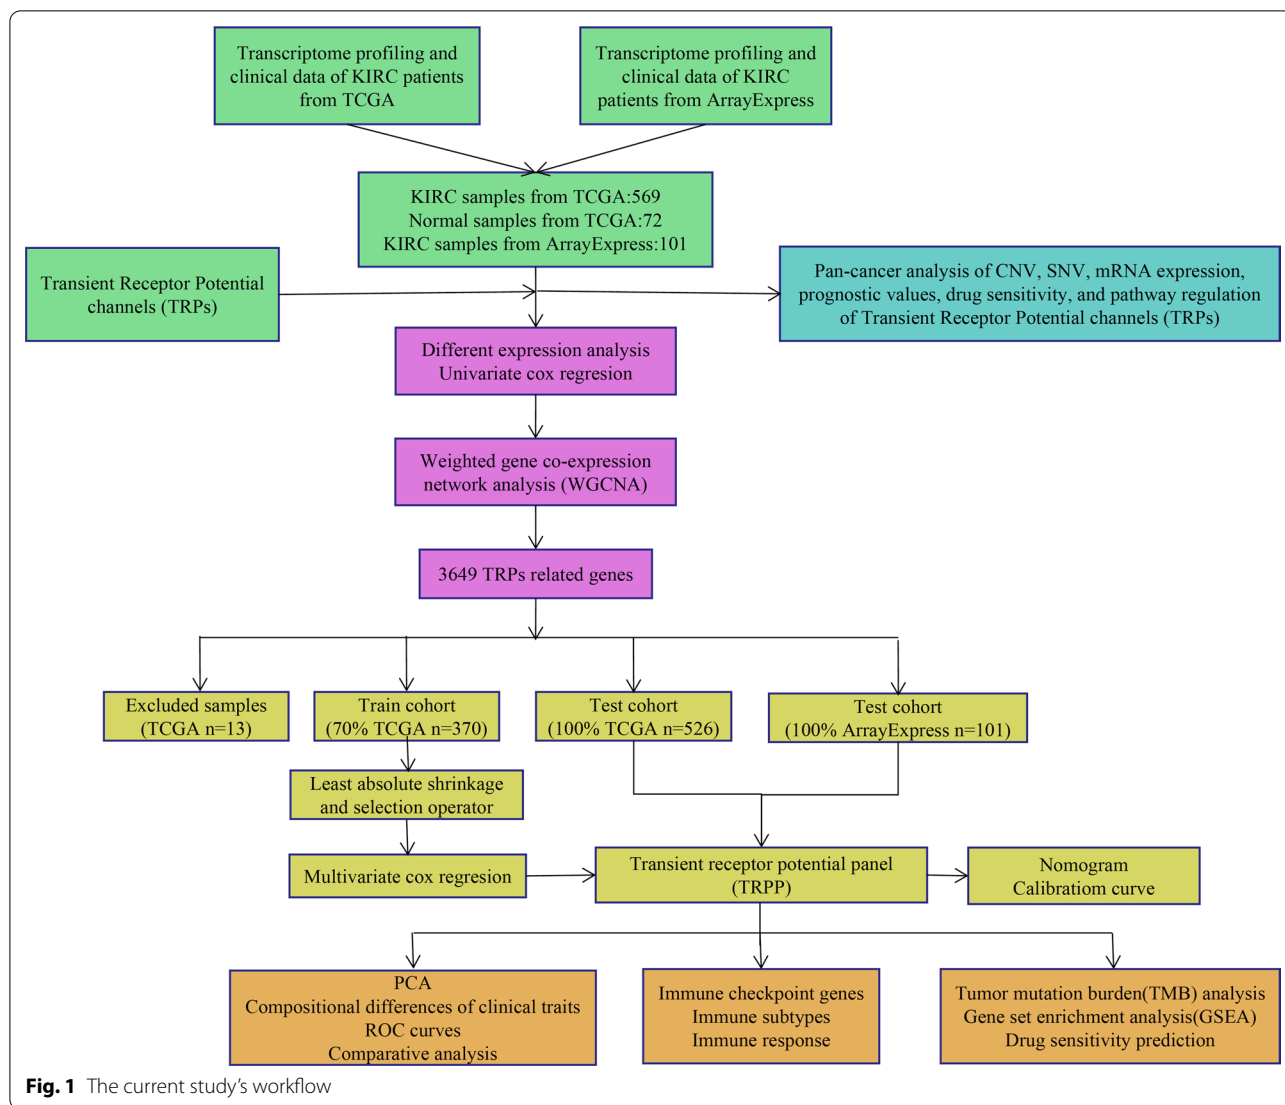 Transcriptome profiling and
clinical data of KIRC patients
from TCGA
Transcriptome profiling and
clinical data of KIRC
patients from ArrayExpress
KIRC samples from TCGA:569
Normal samples from TCGA:72
KIRC samples from ArrayExpress:101
Transient Receptor Potential
channels (TRPs)
Pan-cancer analysis of CNV, SNV, mRNA expression,
prognostic values, drug sensitivity, and pathway regulation
of Transient Receptor Potential channels (TRPs)
Different expression analysis
Univariate cox regresion
Weighted gene co-expression
network analysis (WGCNA)
3649 TRPs related genes
Excluded samples
(TCGA n=13)
Train cohort
(70% TCGA n=370)
Test cohort
(100% TCGA n=526)
Test cohort
(100% ArrayExpress n=101)
Least absolute shrinkage
and selection operator
Multivariate cox regresion
Transient receptor potential panel
(TRPP)
Nomogram
Calibratiom curve
PCA
Compositional differences of clinical traits
ROC curves
Comparative analysis
Immune checkpoint genes
Immune subtypes
Immune response
Tumor mutation burden(TMB) analysis
Gene set enrichment analysis(GSEA)
Drug sensitivity prediction
Fig. 1 The current study's workflow